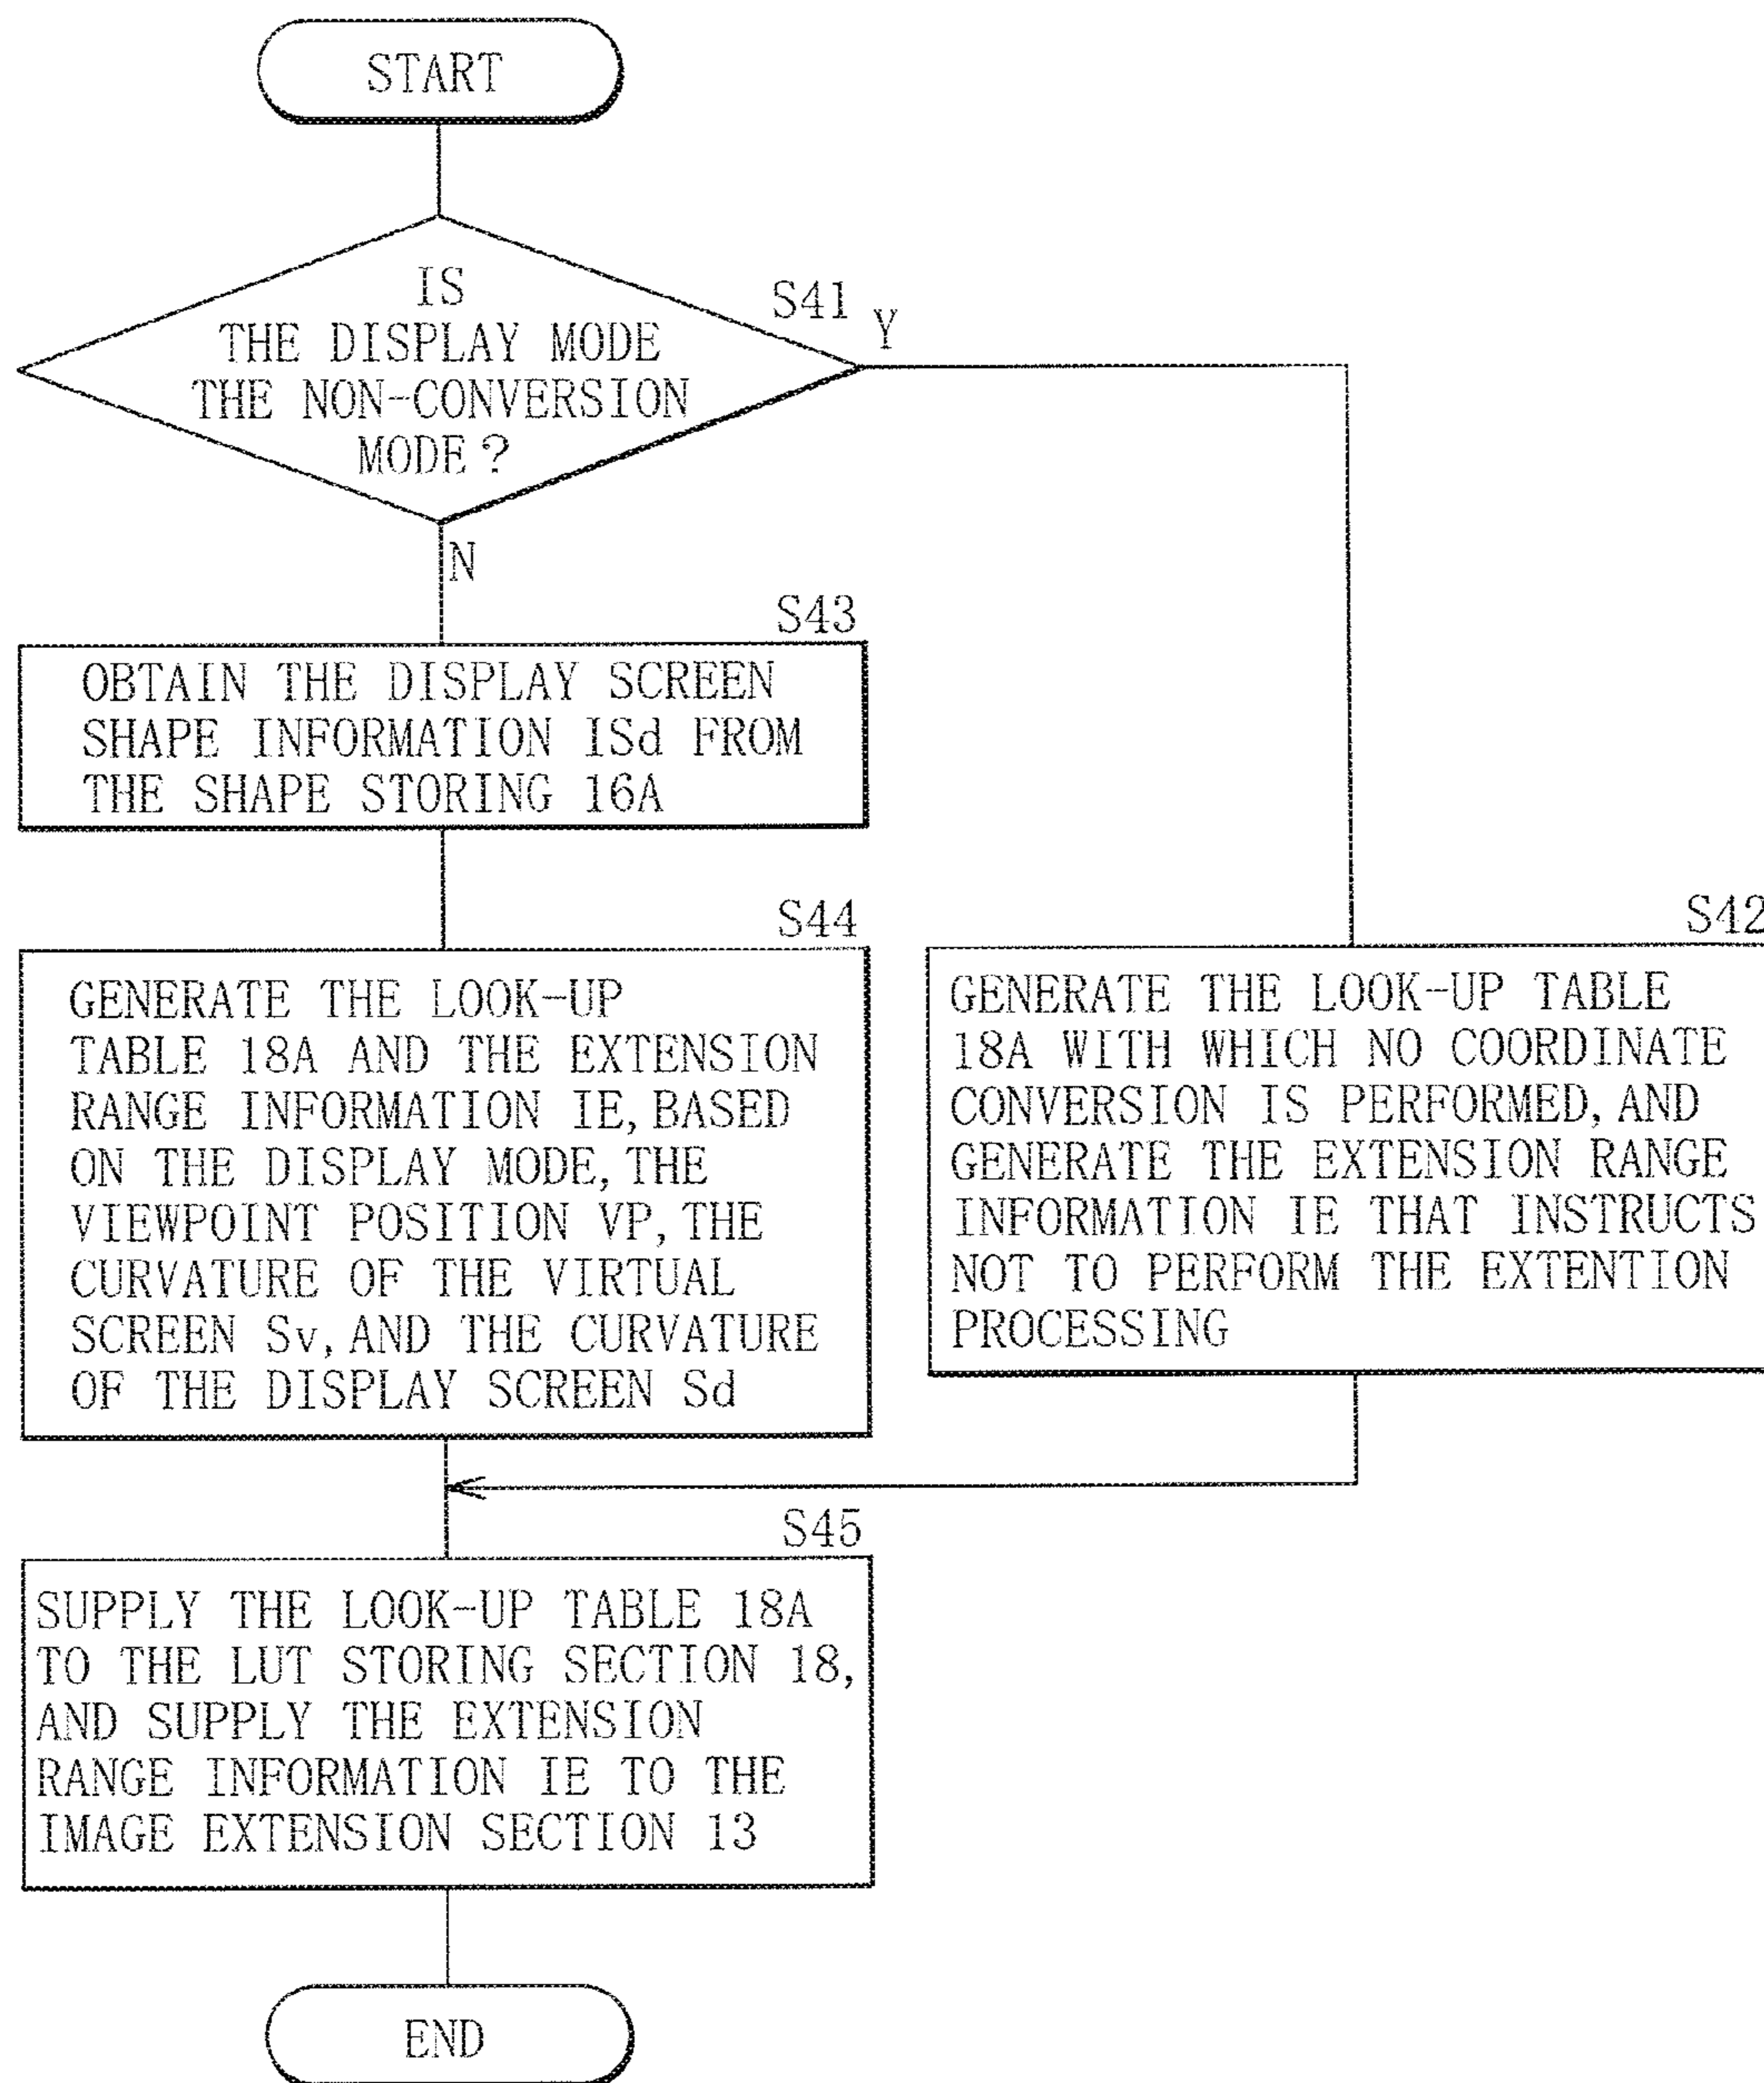 START
IS
THE DISPLAY MODE
THE NON-CONVERSION
MODE?
S41
Y
N
S43
OBTAIN THE DISPLAY SCREEN
SHAPE INFORMATION ISd FROM
THE SHAPE STORING 16A
S44
GENERATE THE LOOK-UP
TABLE 18A AND THE EXTENSION
RANGE INFORMATION IE, BASED
ON THE DISPLAY MODE, THE
VIEWPOINT POSITION VP, THE
CURVATURE OF THE VIRTUAL
SCREEN Sv, AND THE CURVATURE
OF THE DISPLAY SCREEN Sd
S42
GENERATE THE LOOK-UP TABLE
18A WITH WHICH NO COORDINATE
CONVERSION IS PERFORMED, AND
GENERATE THE EXTENSION RANGE
INFORMATION IE THAT INSTRUCTS
NOT TO PERFORM THE EXTENTION
PROCESSING
S45
SUPPLY THE LOOK-UP TABLE 18A
TO THE LUT STORING SECTION 18,
AND SUPPLY THE EXTENSION
RANGE INFORMATION IE TO THE
IMAGE EXTENSION SECTION 13
END